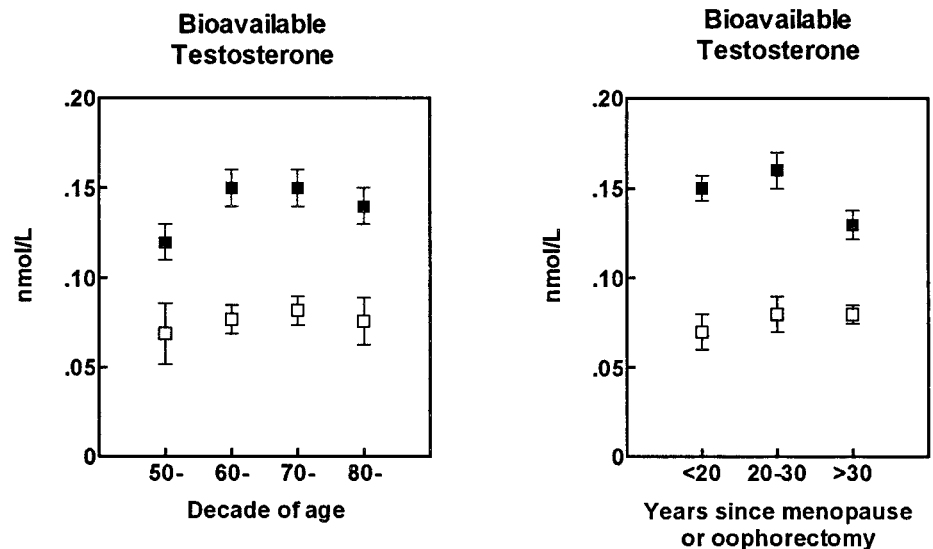 Bioavailable
Testosterone
.20
.15
.10
.05
0
nmol/L
50- 60- 70- 80-
Decade of age
Bioavailable
Testosterone
.20
.15
.10
.05
0
nmol/L
<20 20-30 >30
Years since menopause
or oophorectomy